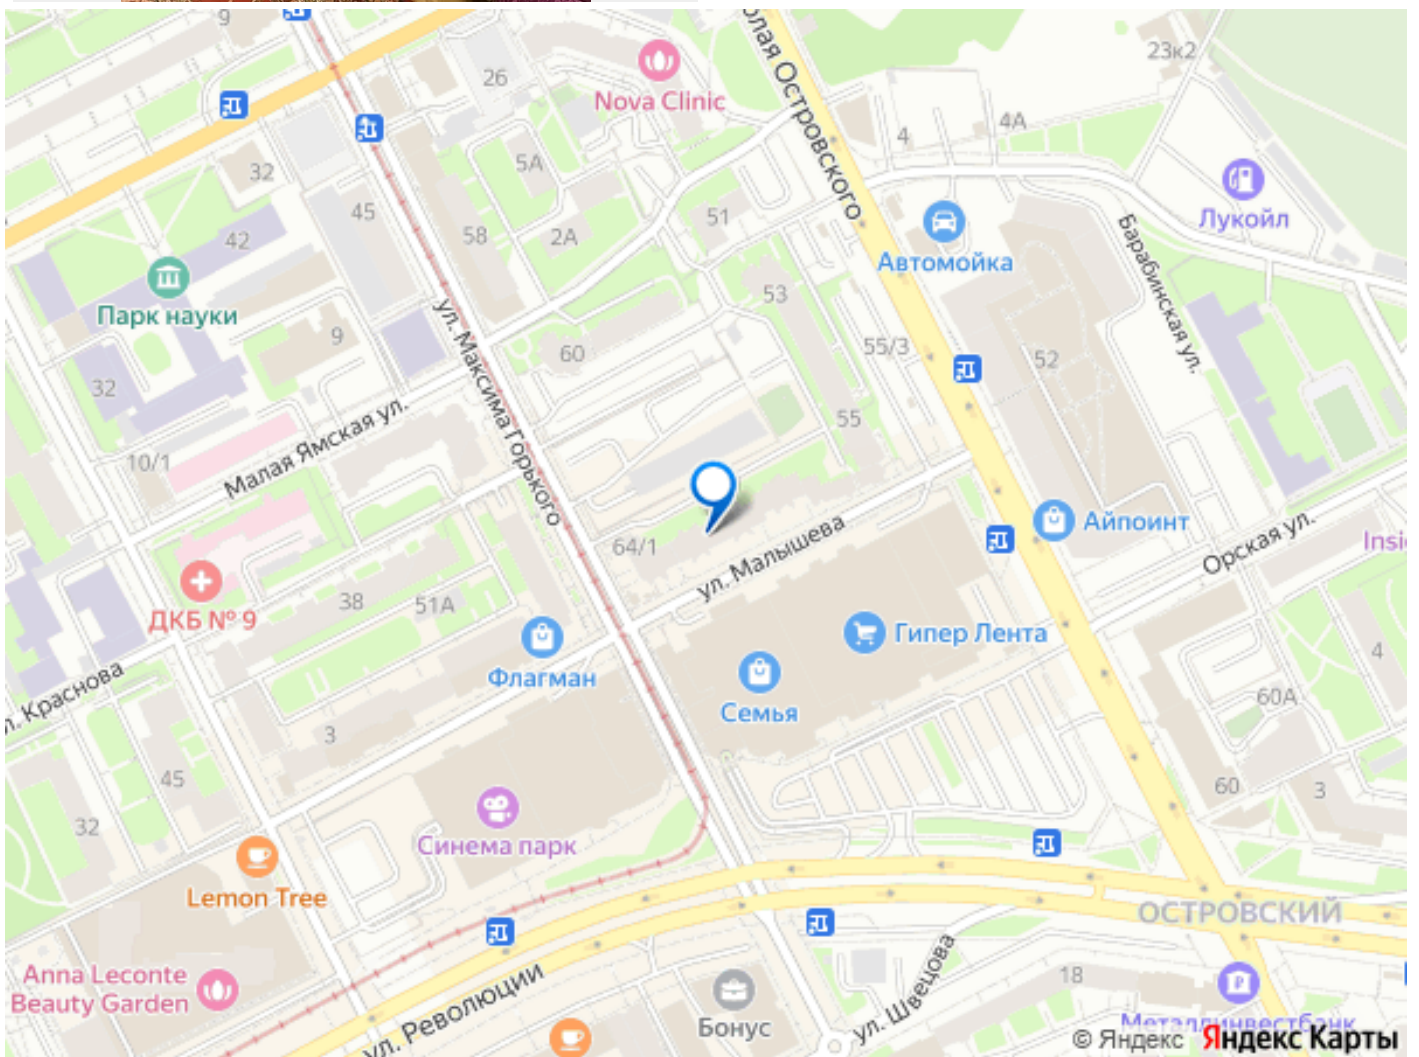 9
26
Nova Clinic
олая Островского
23к2
4А
4
5А
32
Лукойл
45
51
58
2А
42
Автомойка
Барабинская ул.
Парк науки
53
ул. Максима Горького
9
60
55/3
52
32
55
Малая Ямская ул.
10/1
Айпоинт
ул. Малышева
Орская ул.
64/1
Insi
38
51А
ДКБ № 9
Флагман
Гипер Лента
Семья
4
л. Краснова
60А
3
45
60
3
32
Синема парк
Lemon Tree
ОСТРОВСКИЙ
Anna Leconte
Beauty Garden
ул. Революции
ул. Швецова
18
Бонус
Металлинвестбанк
© Яндекс Яндекс Карты